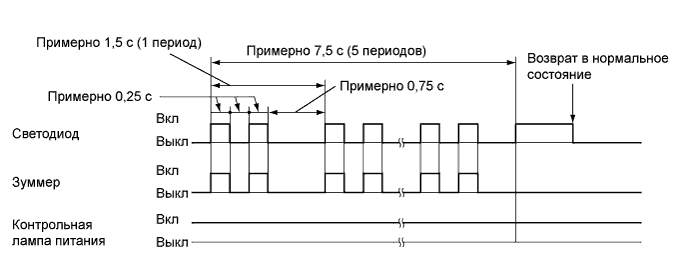 Примерно 1,5 с (1 период)
Примерно 7,5 с (5 периодов)
Возврат в нормальное
состояние
Примерно 0,25 с
Примерно 0,75 с
Светодиод
Вкл
Выкл
Зуммер
Вкл
Выкл
Контрольная
лампа питания
Вкл
Выкл